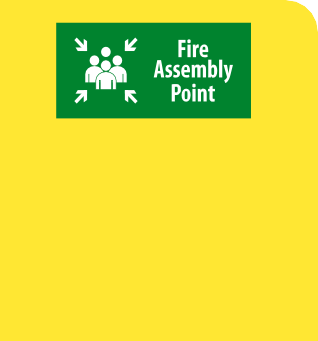 Fire
Assembly
Point